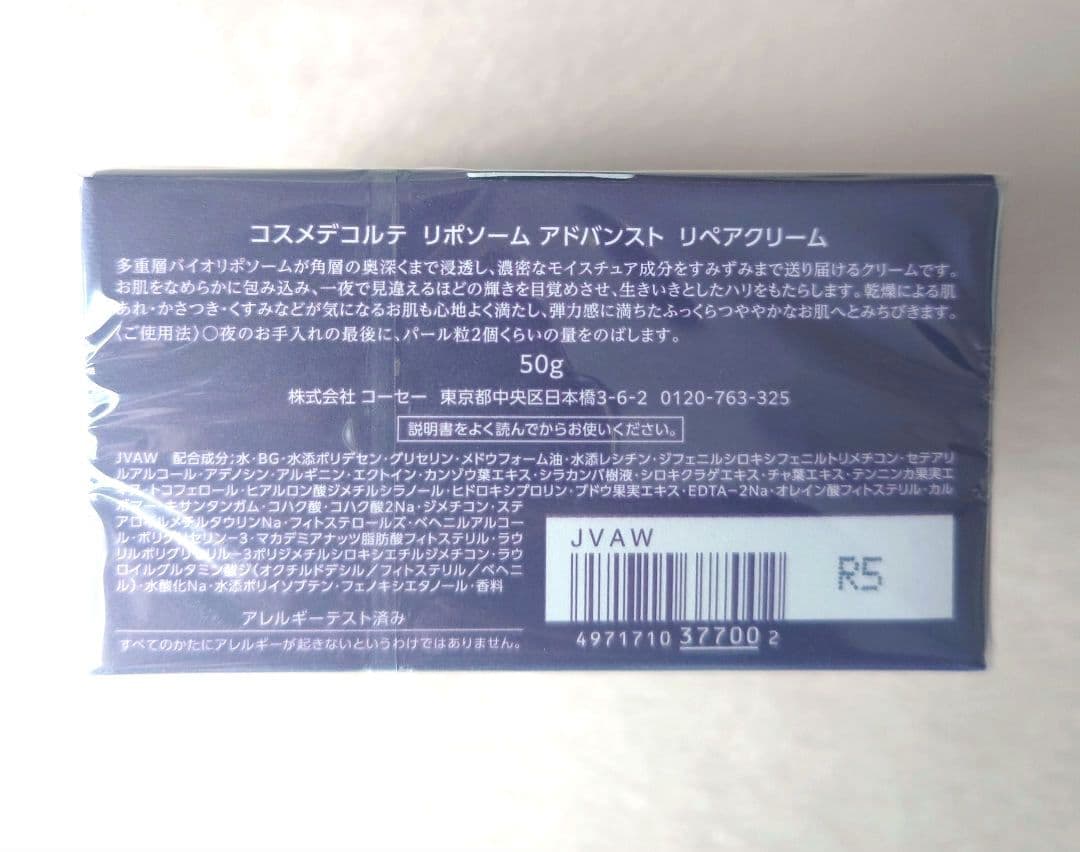 コスメデコルテ リポソーム アドバンスト リペアクリーム
多重層バイオリポソームが角層の奥深くまで浸透し、濃密なモイスチュア成分をすみずみまで送り届けるクリームです。
お肌をなめらかに包み込み、一夜で見違えるほどの輝きを目覚めさせ、生きいきとしたハリをもたらします。乾燥による肌
あれ・かさつき・くすみなどが気になるお肌も心地よく満たし、弾力感に満ちたふっくらつややかなお肌へとみちびきます。
〈ご使用法〉○夜のお手入れの最後に、パール粒2個くらいの量をのばします。
50g
株式会社 コーセー 東京都中央区日本橋3-6-2 0120-763-325
説明書をよく読んでからお使いください。
JVAW 配合成分;水・BG・水添ポリデセン・グリセリン・メドウフォーム油・水添レシチン・ジフェニルシロキシフェニルトリメチコン・セテアリ
ルアルコール・アデノシン・アルギニン・エクトイン・カンゾウ葉エキス・シラカンバ樹液・シロキクラゲエキス・チャ葉エキス・テンニンカ果実エ
キス・トコフェロール・ヒアルロン酸ジメチルシラノール・ヒドロキシプロリン・ブドウ果実エキス・EDTA-2Na・オレイン酸フィトステリル・カル
ボマー・キサンタンガム・コハク酸・コハク酸2Na・ジメチコン・ステ
アロイルメチルタウリンNa・フィトステロールズ・ベヘニルアルコー
ル・ポリグリセリン-3・マカデミアナッツ脂肪酸フィトステリル・ラウ
リルポリグリセリル-3ポリジメチルシロキシエチルジメチコン・ラウ
ロイルグルタミン酸ジ(オクチルドデシル/フィトステリル/ベヘニ
ル)・水酸化Na・水添ポリイソブテン・フェノキシエタノール・香料
アレルギーテスト済み
すべてのかたにアレルギーが起きないというわけではありません。
JVAW
R5
4971710 37700 2